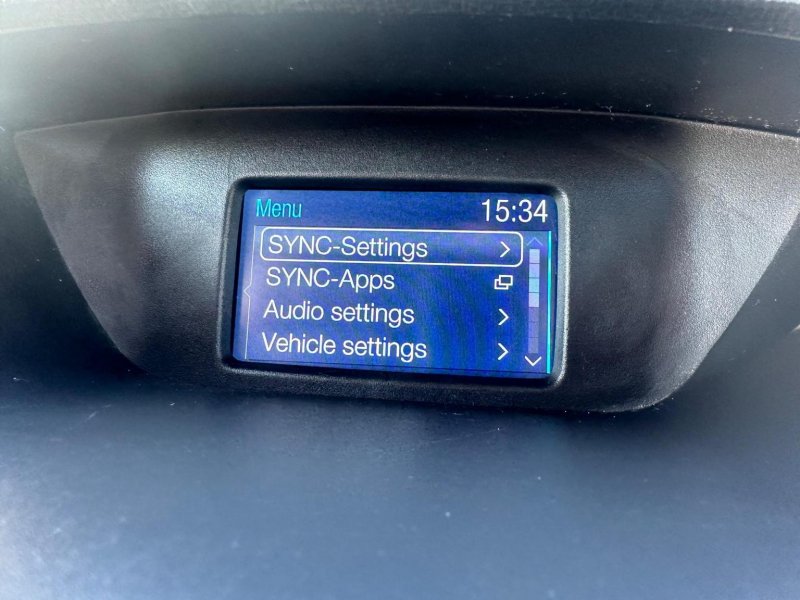 Menu 15:34
SYNC-Settings
SYNC-Apps
Audio settings
Vehicle settings